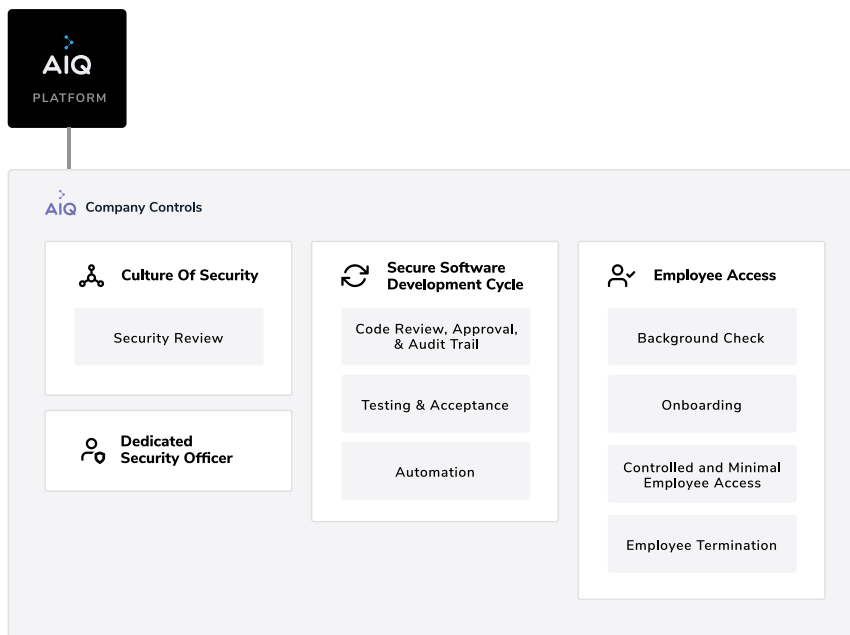 AIQ
PLATFORM
AIQ Company Controls
Culture Of Security
Security Review
Dedicated
Security Officer
Secure Software
Development Cycle
Code Review, Approval,
& Audit Trail
Testing & Acceptance
Automation
Employee Access
Background Check
Onboarding
Controlled and Minimal
Employee Access
Employee Termination